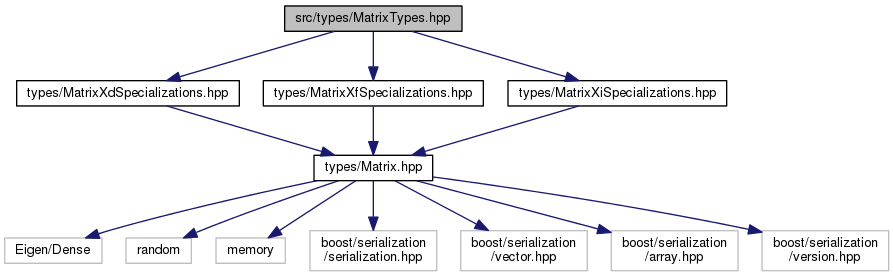 src/types/MatrixTypes.hpp
types/MatrixXdSpecializations.hpp
types/MatrixXfSpecializations.hpp
types/MatrixXiSpecializations.hpp
types/Matrix.hpp
Eigen/Dense
random
memory
boost/serialization
/serialization.hpp
boost/serialization
/vector.hpp
boost/serialization
/array.hpp
boost/serialization
/version.hpp